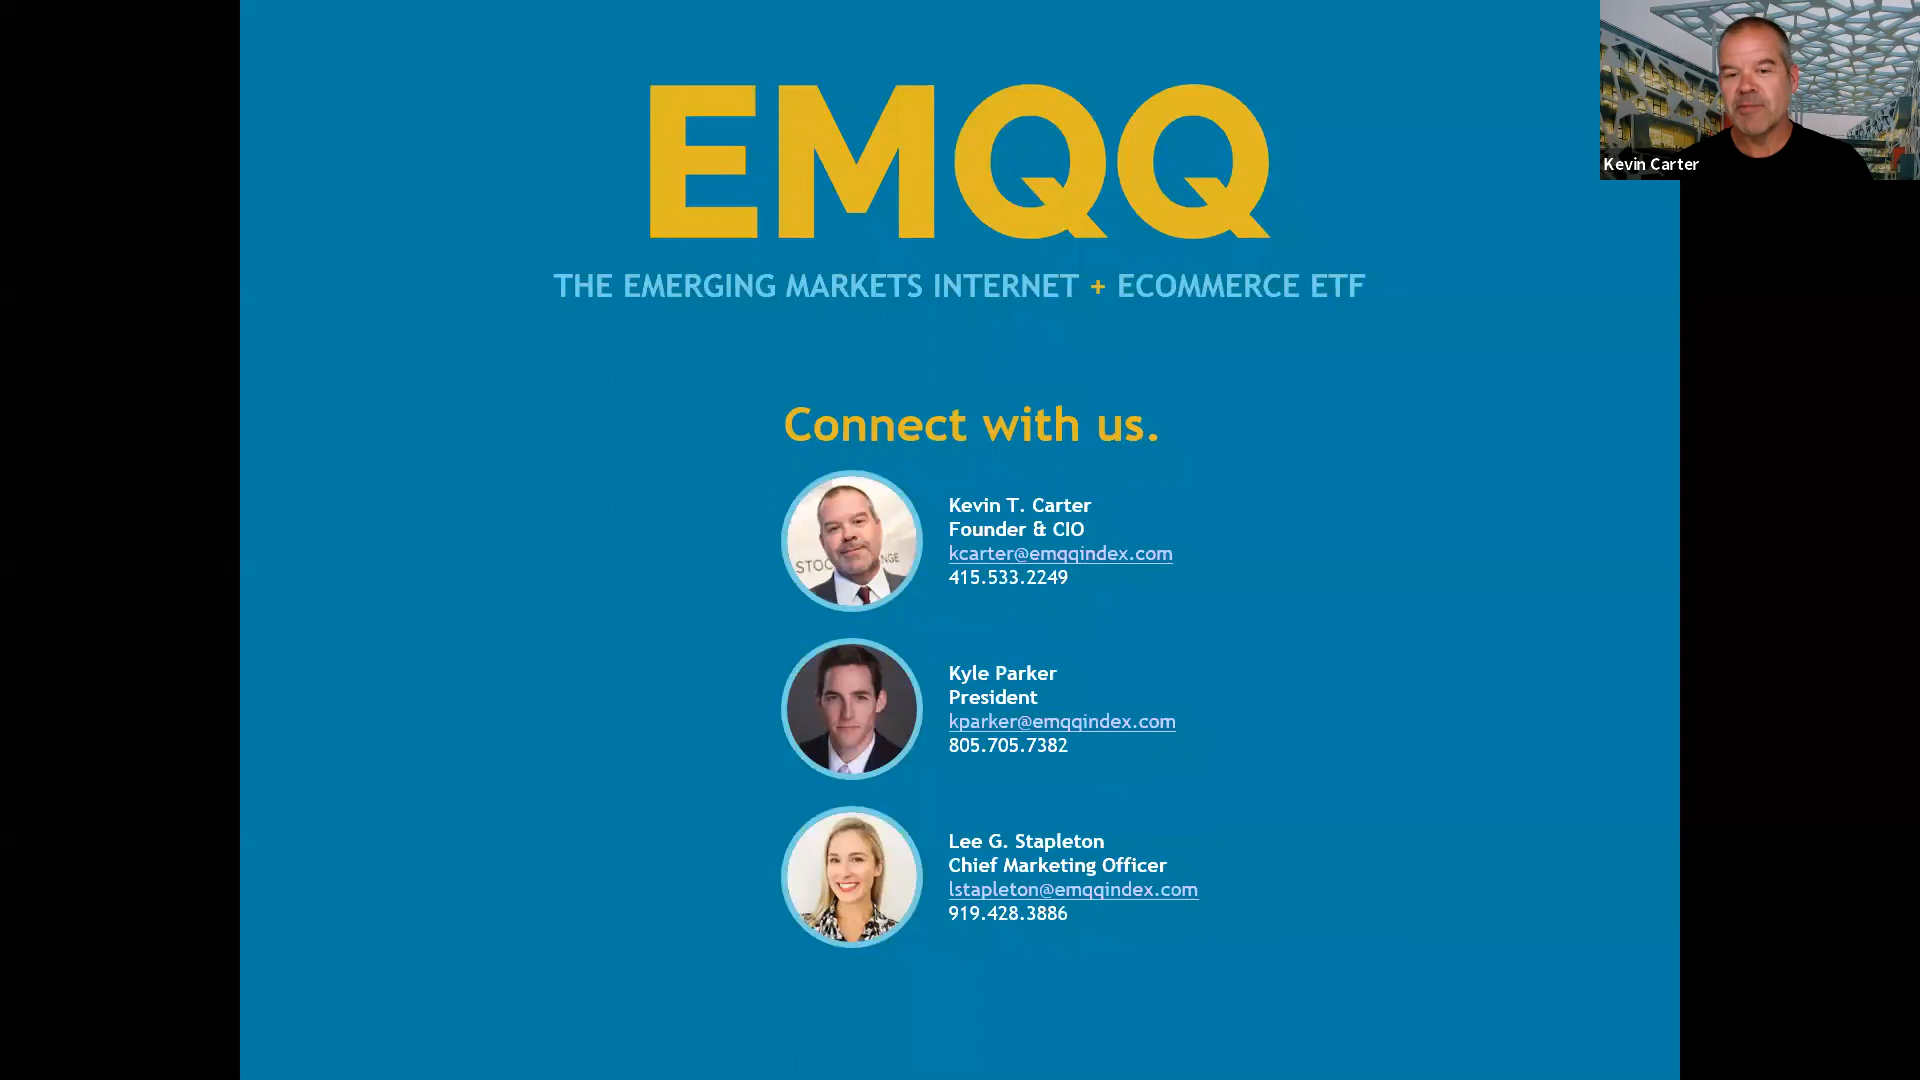 EMQQ
THE EMERGING MARKETS INTERNET + ECOMMERCE ETF
Kevin Carter
Connect with us.
STOC NGE
Kevin T. Carter
Founder & CIO
kcarter@emqqindex.com
415.533.2249
Kyle Parker
President
kparker@emqqindex.com
805.705.7382
Lee G. Stapleton
Chief Marketing Officer
lstapleton@emqqindex.com
919.428.3886